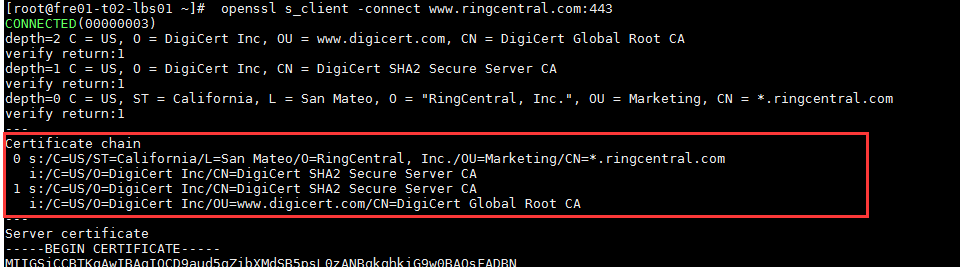 [root@fre01-t02-lbs01 ~]# openssl s_client -connect www.ringcentral.com:443
CONNECTED(00000003)
depth=2 C = US, O = DigiCert Inc, OU = www.digicert.com, CN = DigiCert Global Root CA
verify return:1
depth=1 C = US, O = DigiCert Inc, CN = DigiCert SHA2 Secure Server CA
verify return:1
depth=0 C = US, ST = California, L = San Mateo, O = "RingCentral, Inc.", OU = Marketing, CN = *.ringcentral.com
verify return:1
---
Certificate chain
0 s:/C=US/ST=California/L=San Mateo/O=RingCentral, Inc./OU=Marketing/CN=*.ringcentral.com
i:/C=US/O=DigiCert Inc/CN=DigiCert SHA2 Secure Server CA
1 s:/C=US/O=DigiCert Inc/CN=DigiCert SHA2 Secure Server CA
i:/C=US/O=DigiCert Inc/OU=www.digicert.com/CN=DigiCert Global Root CA
---
Server certificate
-----BEGIN CERTIFICATE-----